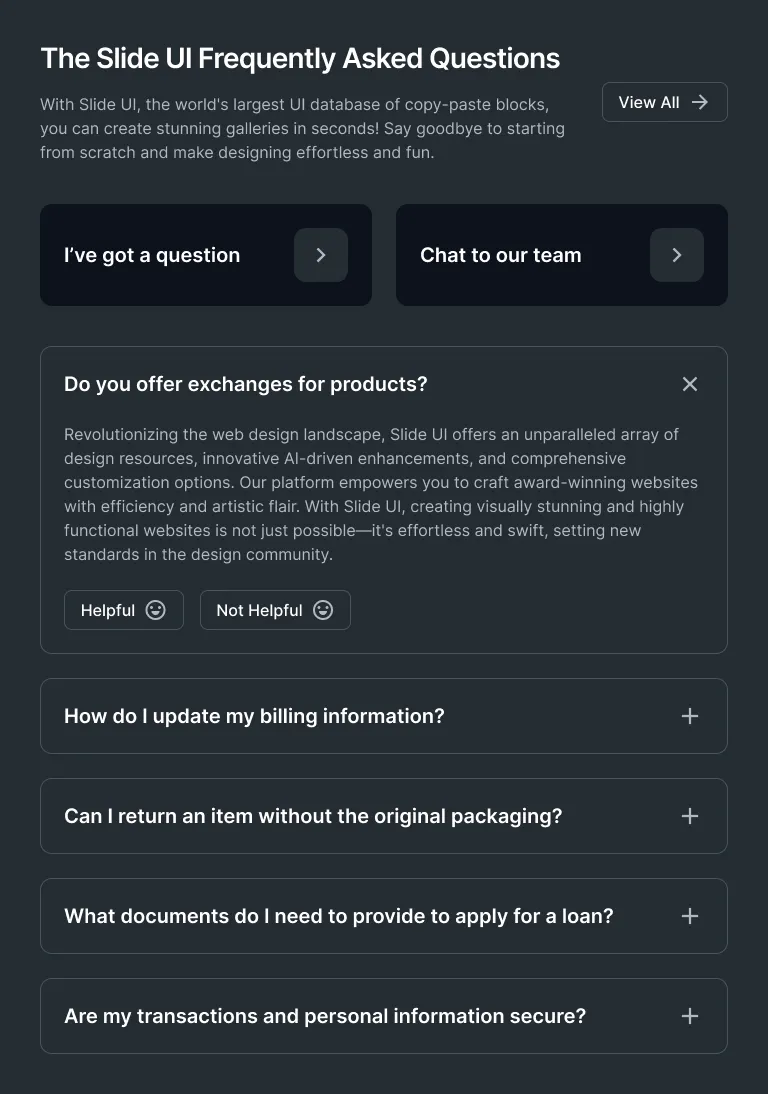 The Slide UI Frequently Asked Questions
With Slide UI, the world's largest UI database of copy-paste blocks,
you can create stunning galleries in seconds! Say goodbye to starting
from scratch and make designing effortless and fun.
View All
I’ve got a question
Chat to our team
Do you offer exchanges for products?
Revolutionizing the web design landscape, Slide UI offers an unparalleled array of
design resources, innovative AI-driven enhancements, and comprehensive
customization options. Our platform empowers you to craft award-winning websites
with efficiency and artistic flair. With Slide UI, creating visually stunning and highly
functional websites is not just possible—it's effortless and swift, setting new
standards in the design community.
Helpful
Not Helpful
How do I update my billing information?
Can I return an item without the original packaging?
What documents do I need to provide to apply for a loan?
Are my transactions and personal information secure?